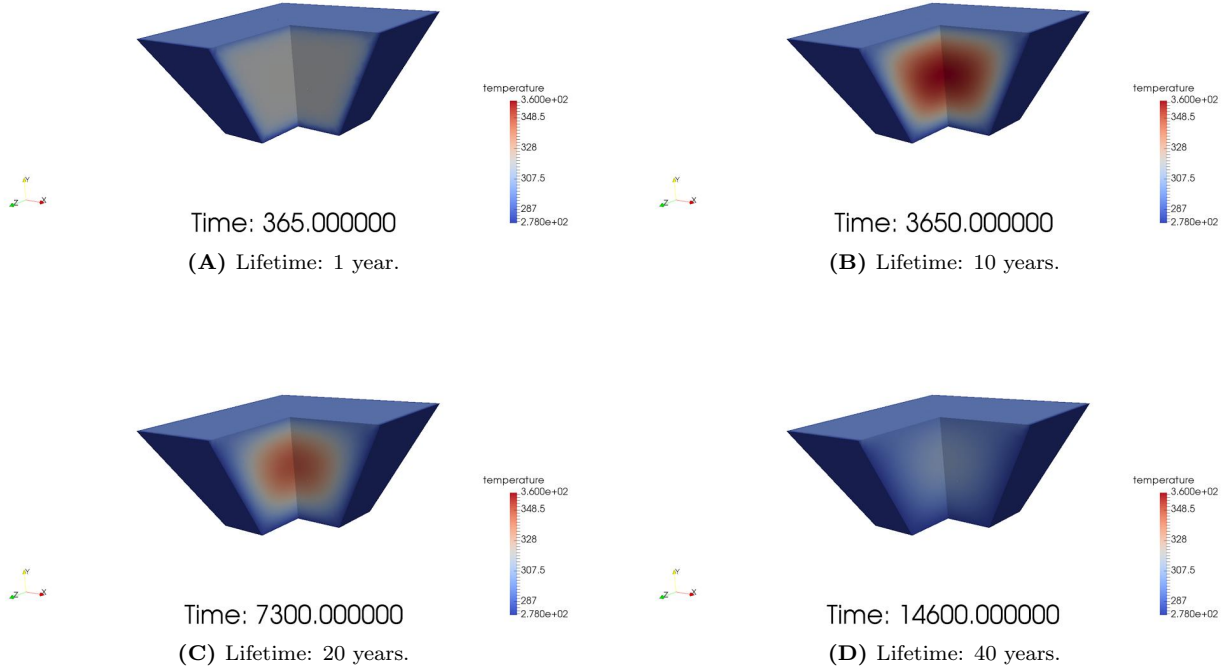 temperature
3.600e+02
348.5
328
307.5
287
2.780e+02
Y
Z
X
Time: 365.000000
(A) Lifetime: 1 year.
temperature
3.600e+02
348.5
328
307.5
287
2.780e+02
Y
Z
X
Time: 3650.000000
(B) Lifetime: 10 years.
temperature
3.600e+02
348.5
328
307.5
287
2.780e+02
Y
Z
X
Time: 7300.000000
(C) Lifetime: 20 years.
temperature
3.600e+02
348.5
328
307.5
287
2.780e+02
Y
Z
X
Time: 14600.000000
(D) Lifetime: 40 years.